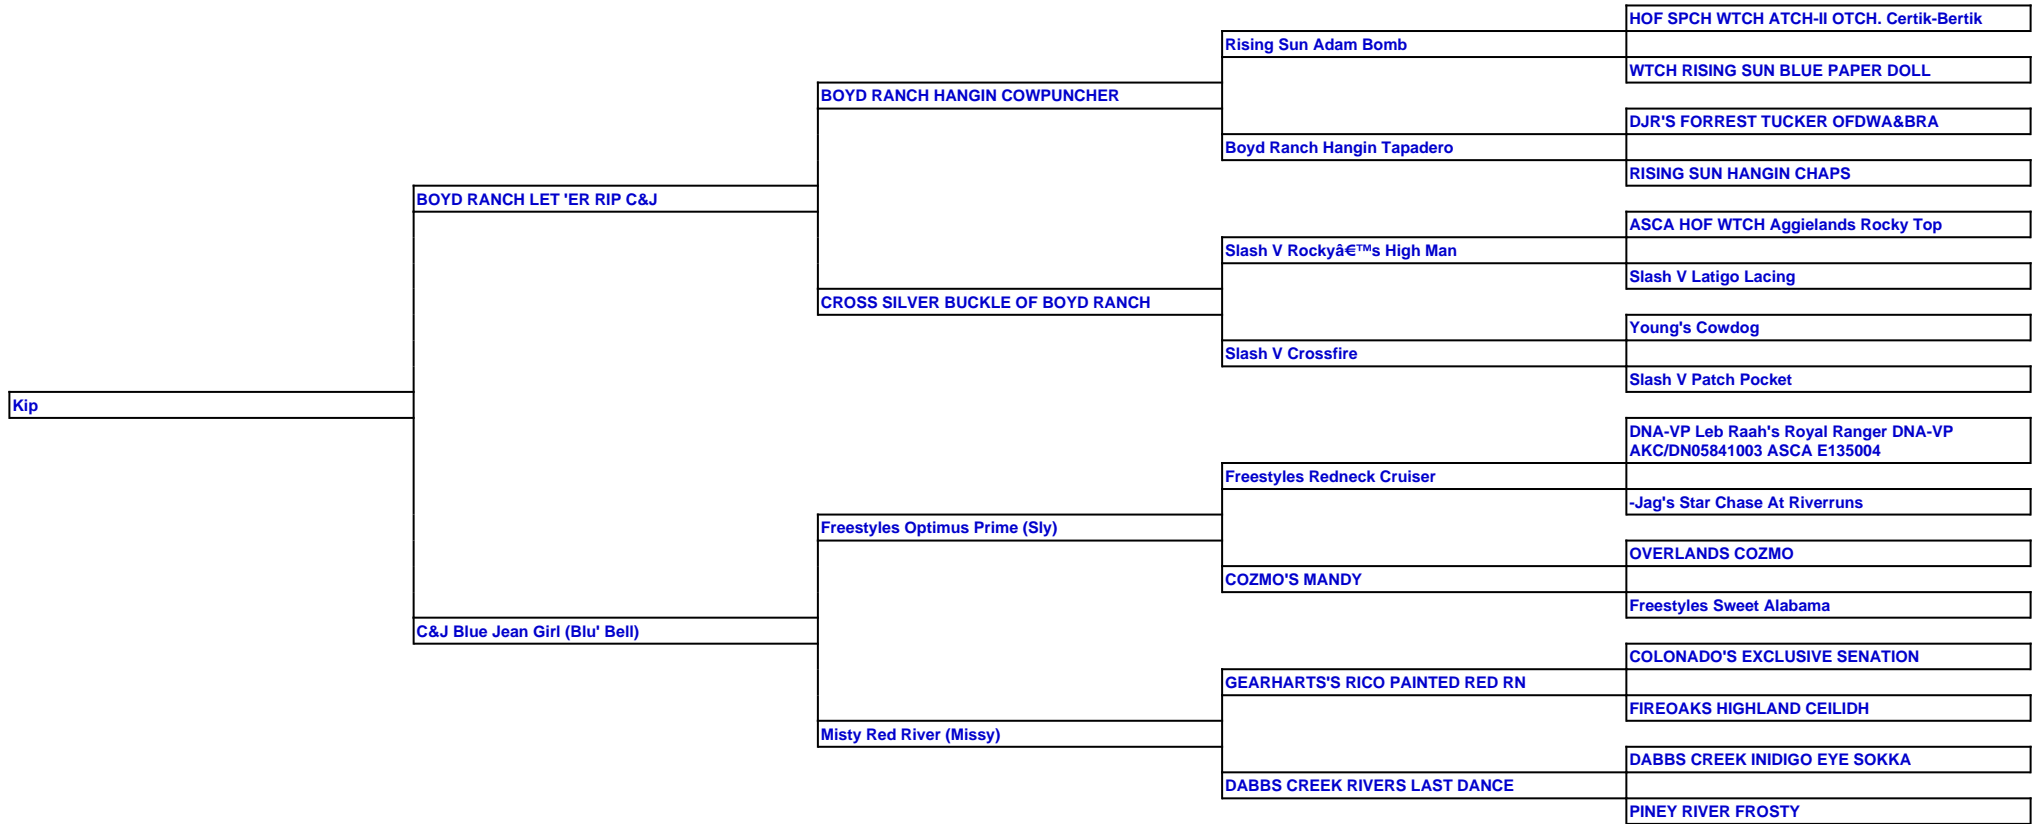 HOF SPCH WTCH ATCH-II OTCH. Certik-Bertik
Rising Sun Adam Bomb
WTCH RISING SUN BLUE PAPER DOLL
BOYD RANCH HANGIN COWPUNCHER
DJR'S FORREST TUCKER OFDWA&BRA
Boyd Ranch Hangin Tapadero
RISING SUN HANGIN CHAPS
BOYD RANCH LET 'ER RIP C&J
ASCA HOF WTCH Aggielands Rocky Top
Slash V Rockyâ€™s High Man
Slash V Latigo Lacing
CROSS SILVER BUCKLE OF BOYD RANCH
Young's Cowdog
Slash V Crossfire
Slash V Patch Pocket
Kip
DNA-VP Leb Raah's Royal Ranger DNA-VP
AKC/DN05841003 ASCA E135004
Freestyles Redneck Cruiser
-Jag's Star Chase At Riverruns
Freestyles Optimus Prime (Sly)
OVERLANDS COZMO
COZMO'S MANDY
Freestyles Sweet Alabama
C&J Blue Jean Girl (Blu' Bell)
COLONADO'S EXCLUSIVE SENATION
GEARHARTS'S RICO PAINTED RED RN
FIREOAKS HIGHLAND CEILIDH
Misty Red River (Missy)
DABBS CREEK INIDIGO EYE SOKKA
DABBS CREEK RIVERS LAST DANCE
PINEY RIVER FROSTY